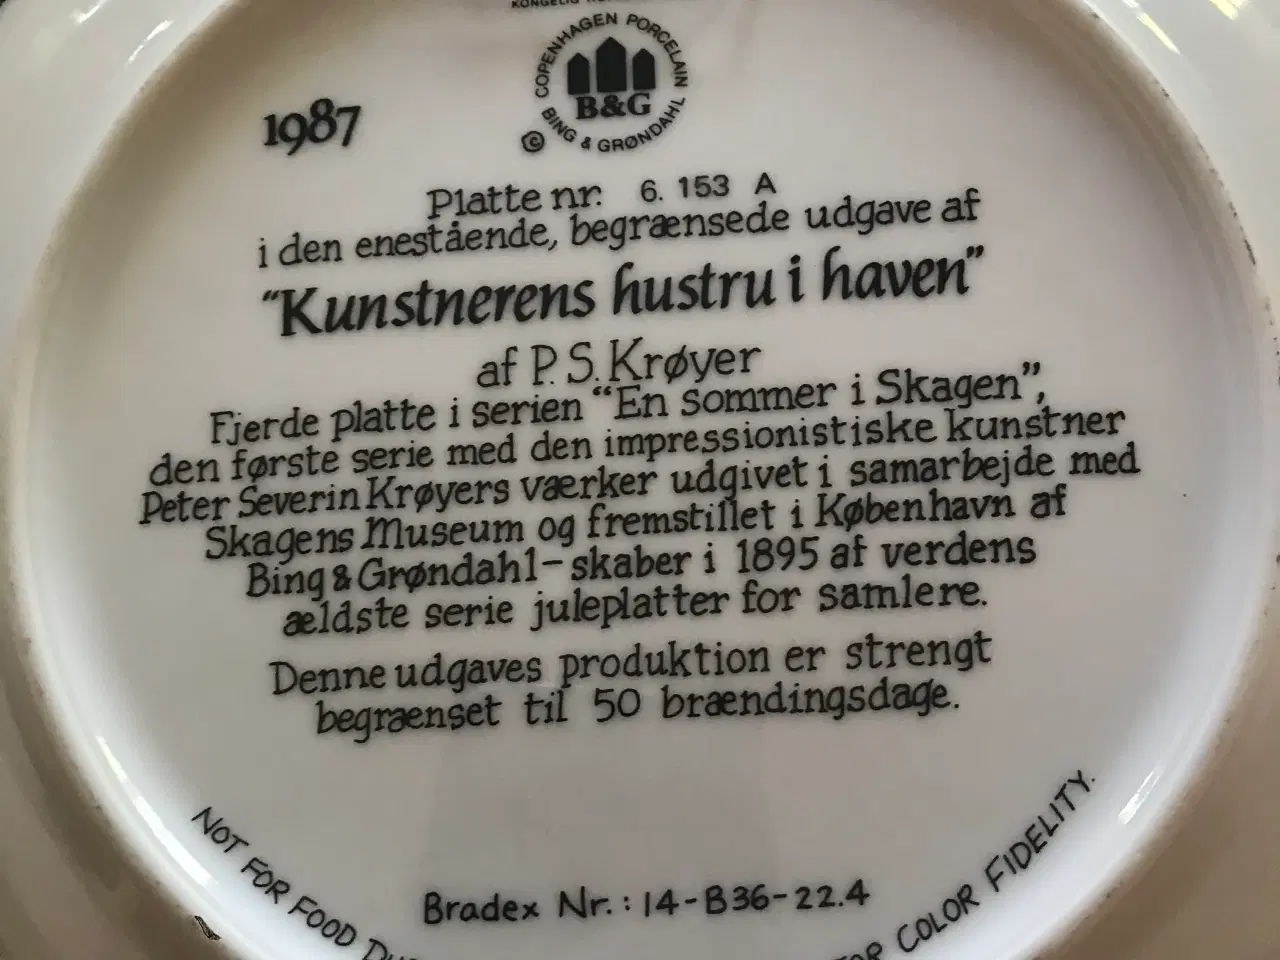 COPENHAGEN PORCELAIN
B&G
BING & GRØNDAHL
©
1987
Platte nr. 6. 153 A
i den enestående, begrænsede udgave af
"Kunstnerens hustru i haven"
af P. S. Krøyer
Fjerde platte i serien "En sommer i Skagen",
den første serie med den impressionistiske kunstner
Peter Severin Krøyers værker udgivet i samarbejde med
Skagens Museum og fremstillet i København af
Bing & Grøndahl - skaber i 1895 af verdens
ældste serie juleplatter for samlere.
Denne udgaves produktion er strengt
begrænset til 50 brændingsdage.
Bradex Nr.: 14-B36-22.4
NOT FOR FOOD
COLOR FIDELITY.